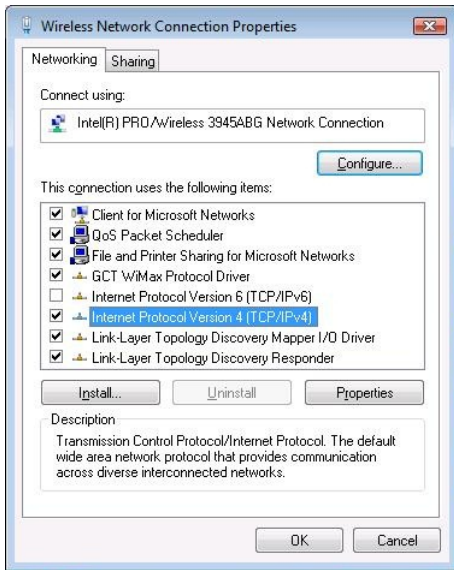 Wireless Network Connection Properties
Networking
Sharing
Connect using:
Intel(R) PRO/Wireless 3945ABG Network Connection
Configure...
This connection uses the following items:
Client for Microsoft Networks
QoS Packet Scheduler
File and Printer Sharing for Microsoft Networks
GCT WiMax Protocol Driver
Internet Protocol Version 6 (TCP/IPv6)
Internet Protocol Version 4 (TCP/IPv4)
Link-Layer Topology Discovery Mapper I/O Driver
Link-Layer Topology Discovery Responder
Install...
Uninstall
Properties
Description
Transmission Control Protocol/Internet Protocol. The default
wide area network protocol that provides communication
across diverse interconnected networks.
OK
Cancel